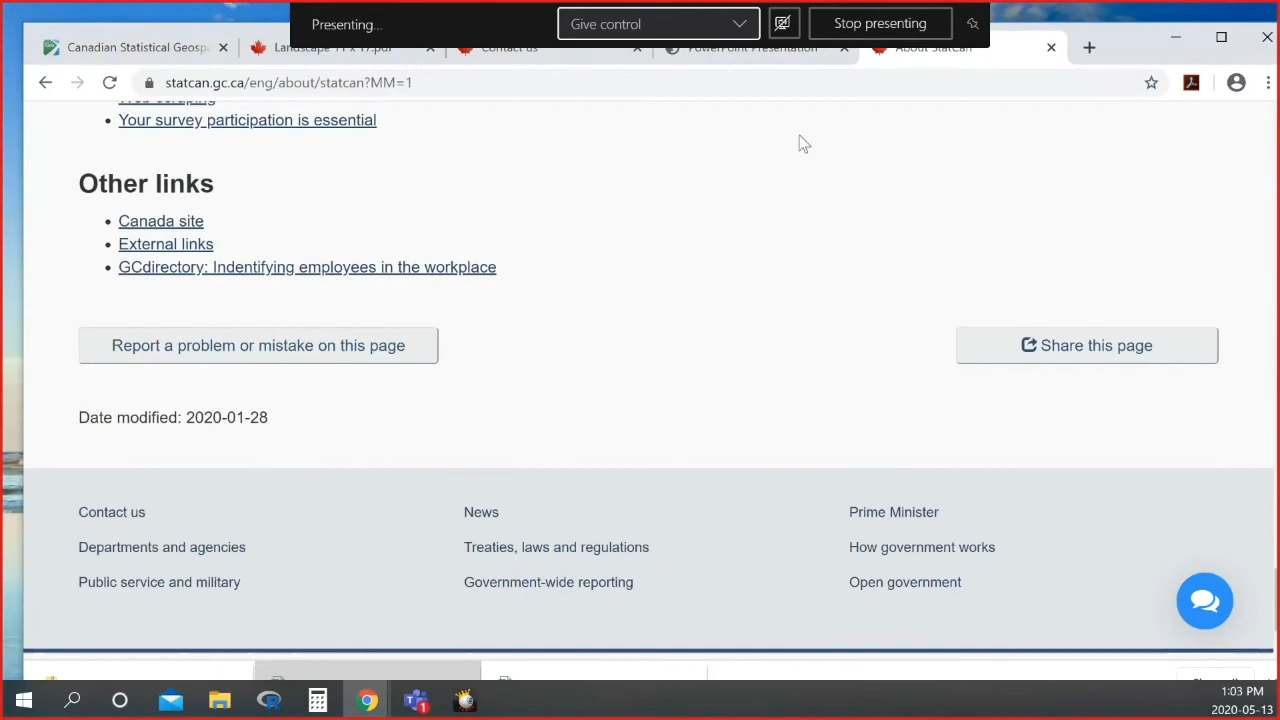 Presenting...
Give control
Stop presenting
Canadian Statistical Geosp
Landscape 11 x 17.pdf
Contact us
PowerPoint Presentation
About StatCan
statcan.gc.ca/eng/about/statcan?MM=1
Web scraping
Your survey participation is essential
Other links
Canada site
External links
GCdirectory: Indentifying employees in the workplace
Report a problem or mistake on this page
Share this page
Date modified: 2020-01-28
Contact us
News
Prime Minister
Departments and agencies
Treaties, laws and regulations
How government works
Public service and military
Government-wide reporting
Open government
1:03 PM
2020-05-13